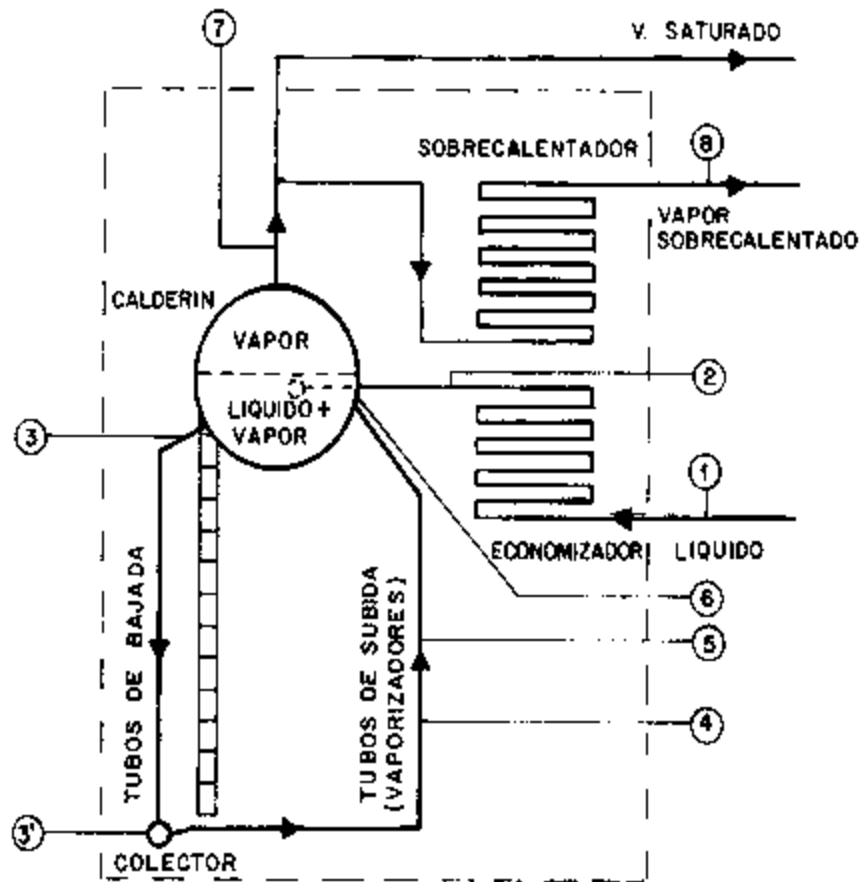 7
V. SATURADO
SOBRECALENTADOR
8
VAPOR
SOBRECALENTADO
CALDERIN
VAPOR
2
LIQUIDO +
VAPOR
3
1
ECONOMIZADOR
LIQUIDO
6
TUBOS DE BAJADA
TUBOS DE SUBIDA
(VAPORIZADORES)
5
4
3'
COLECTOR